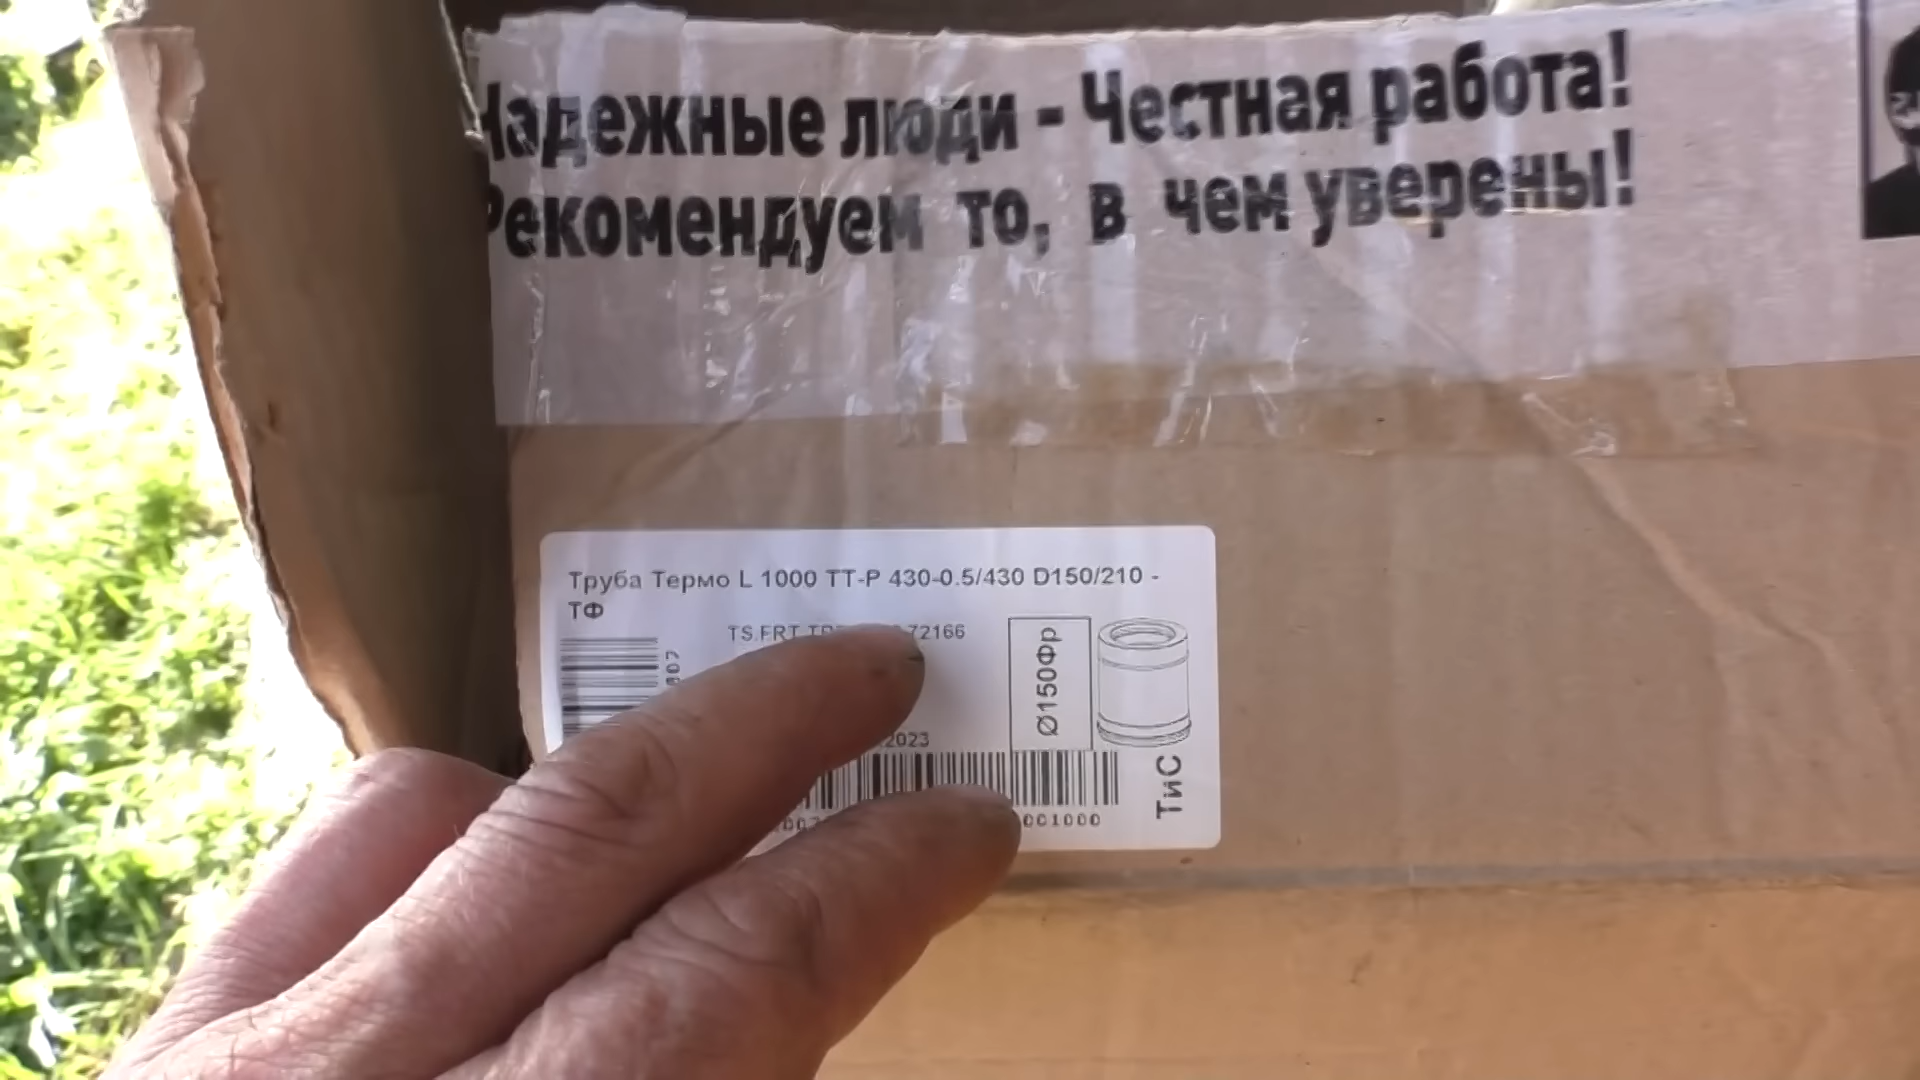 Надежные люди - Честная работа!
Рекомендуем то, в чем уверены!
Труба Термо L 1000 ТТ-Р 430-0.5/430 D150/210 -
ТФ
TS.FRT 72166
Ø150Фр
2023
ТиС
001000